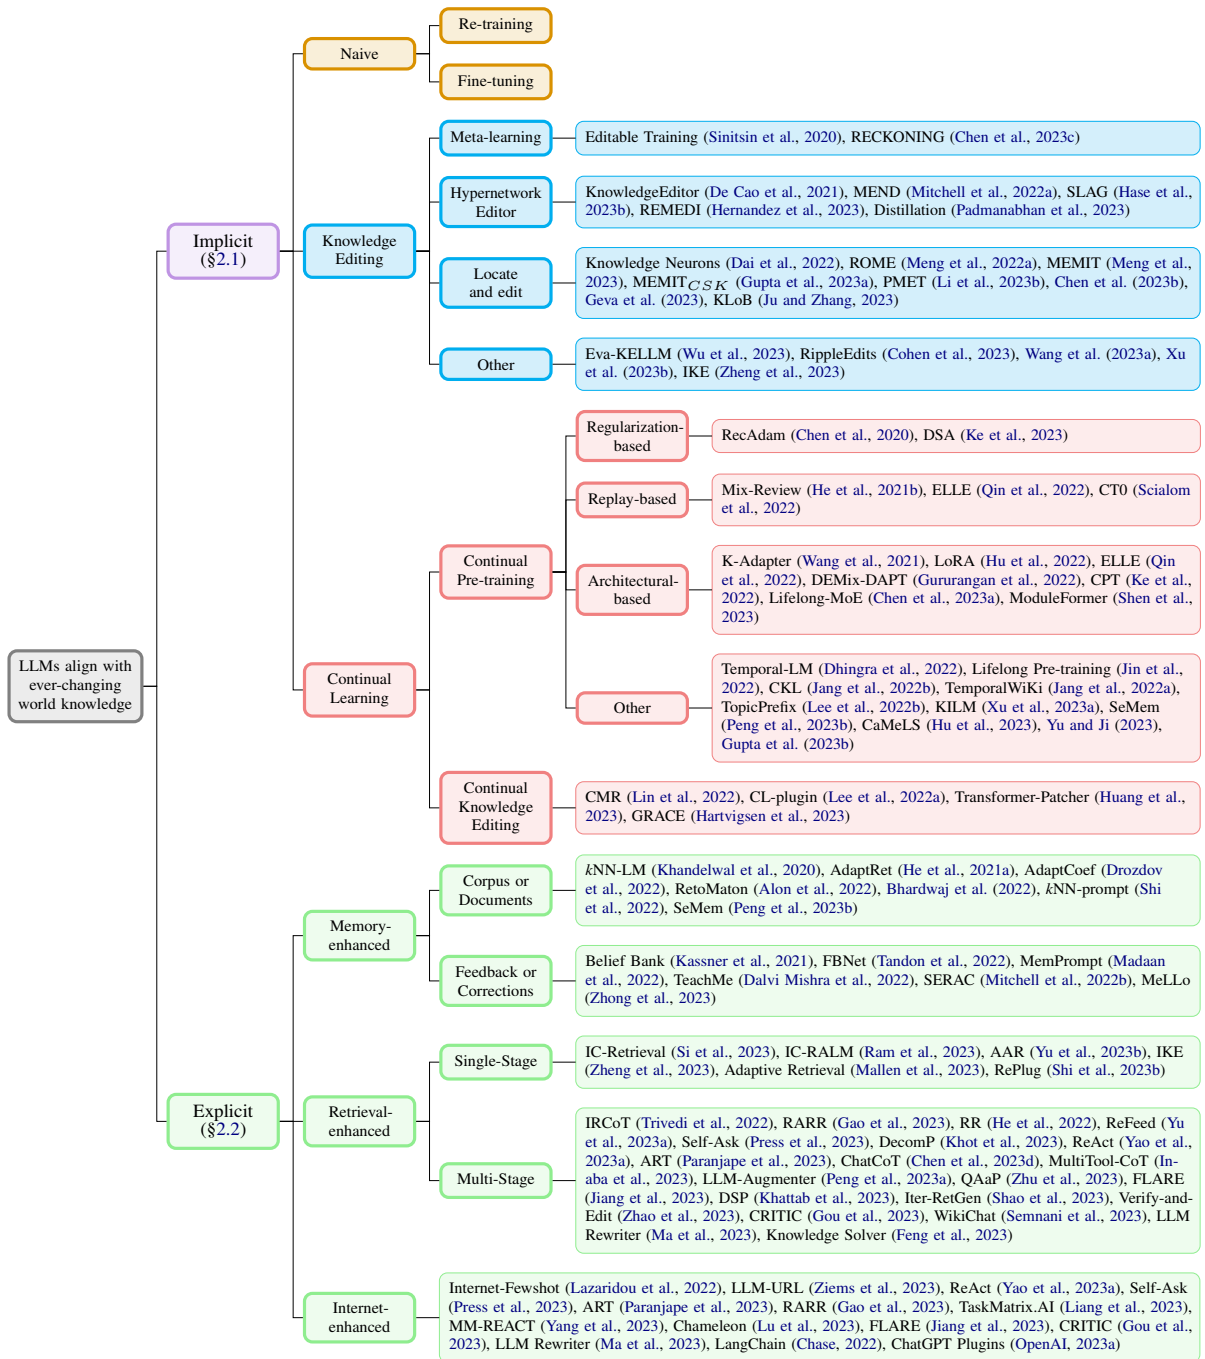 Re-training
Naive
Fine-tuning
Meta-learning
Editable Training (Sinitsin et al., 2020), RECKONING (Chen et al., 2023c)
Hypernetwork
Editor
KnowledgeEditor (De Cao et al., 2021), MEND (Mitchell et al., 2022a), SLAG (Hase et al.,
2023b), REMEDI (Hernandez et al., 2023), Distillation (Padmanabhan et al., 2023)
Implicit
(§2.1)
Knowledge
Editing
Locate
and edit
Knowledge Neurons (Dai et al., 2022), ROME (Meng et al., 2022a), MEMIT (Meng et al.,
2023), MEMIT_CSK (Gupta et al., 2023a), PMET (Li et al., 2023b), Chen et al. (2023b),
Geva et al. (2023), KLoB (Ju and Zhang, 2023)
Other
Eva-KELLM (Wu et al., 2023), RippleEdits (Cohen et al., 2023), Wang et al. (2023a), Xu
et al. (2023b), IKE (Zheng et al., 2023)
Regularization-
based
RecAdam (Chen et al., 2020), DSA (Ke et al., 2023)
Replay-based
Mix-Review (He et al., 2021b), ELLE (Qin et al., 2022), CT0 (Scialom
et al., 2022)
Continual
Pre-training
Architectural-
based
K-Adapter (Wang et al., 2021), LoRA (Hu et al., 2022), ELLE (Qin
et al., 2022), DEMix-DAPT (Gururangan et al., 2022), CPT (Ke et al.,
2022), Lifelong-MoE (Chen et al., 2023a), ModuleFormer (Shen et al.,
2023)
LLMs align with
ever-changing
world knowledge
Continual
Learning
Other
Temporal-LM (Dhingra et al., 2022), Lifelong Pre-training (Jin et al.,
2022), CKL (Jang et al., 2022b), TemporalWiKi (Jang et al., 2022a),
TopicPrefix (Lee et al., 2022b), KILM (Xu et al., 2023a), SeMem
(Peng et al., 2023b), CaMeLS (Hu et al., 2023), Yu and Ji (2023),
Gupta et al. (2023b)
Continual
Knowledge
Editing
CMR (Lin et al., 2022), CL-plugin (Lee et al., 2022a), Transformer-Patcher (Huang et al.,
2023), GRACE (Hartvigsen et al., 2023)
Corpus or
Documents
kNN-LM (Khandelwal et al., 2020), AdaptRet (He et al., 2021a), AdaptCoef (Drozdov
et al., 2022), RetoMaton (Alon et al., 2022), Bhardwaj et al. (2022), kNN-prompt (Shi
et al., 2022), SeMem (Peng et al., 2023b)
Memory-
enhanced
Feedback or
Corrections
Belief Bank (Kassner et al., 2021), FBNet (Tandon et al., 2022), MemPrompt (Madaan
et al., 2022), TeachMe (Dalvi Mishra et al., 2022), SERAC (Mitchell et al., 2022b), MeLLo
(Zhong et al., 2023)
Single-Stage
IC-Retrieval (Si et al., 2023), IC-RALM (Ram et al., 2023), AAR (Yu et al., 2023b), IKE
(Zheng et al., 2023), Adaptive Retrieval (Mallen et al., 2023), RePlug (Shi et al., 2023b)
Explicit
(§2.2)
Retrieval-
enhanced
Multi-Stage
IRCoT (Trivedi et al., 2022), RARR (Gao et al., 2023), RR (He et al., 2022), ReFeed (Yu
et al., 2023a), Self-Ask (Press et al., 2023), DecomP (Khot et al., 2023), ReAct (Yao et al.,
2023a), ART (Paranjape et al., 2023), ChatCoT (Chen et al., 2023d), MultiTool-CoT (In-
aba et al., 2023), LLM-Augmenter (Peng et al., 2023a), QAaP (Zhu et al., 2023), FLARE
(Jiang et al., 2023), DSP (Khattab et al., 2023), Iter-RetGen (Shao et al., 2023), Verify-and-
Edit (Zhao et al., 2023), CRITIC (Gou et al., 2023), WikiChat (Semnani et al., 2023), LLM
Rewriter (Ma et al., 2023), Knowledge Solver (Feng et al., 2023)
Internet-
enhanced
Internet-Fewshot (Lazaridou et al., 2022), LLM-URL (Ziems et al., 2023), ReAct (Yao et al., 2023a), Self-Ask
(Press et al., 2023), ART (Paranjape et al., 2023), RARR (Gao et al., 2023), TaskMatrix.AI (Liang et al., 2023),
MM-REACT (Yang et al., 2023), Chameleon (Lu et al., 2023), FLARE (Jiang et al., 2023), CRITIC (Gou et al.,
2023), LLM Rewriter (Ma et al., 2023), LangChain (Chase, 2022), ChatGPT Plugins (OpenAI, 2023a)